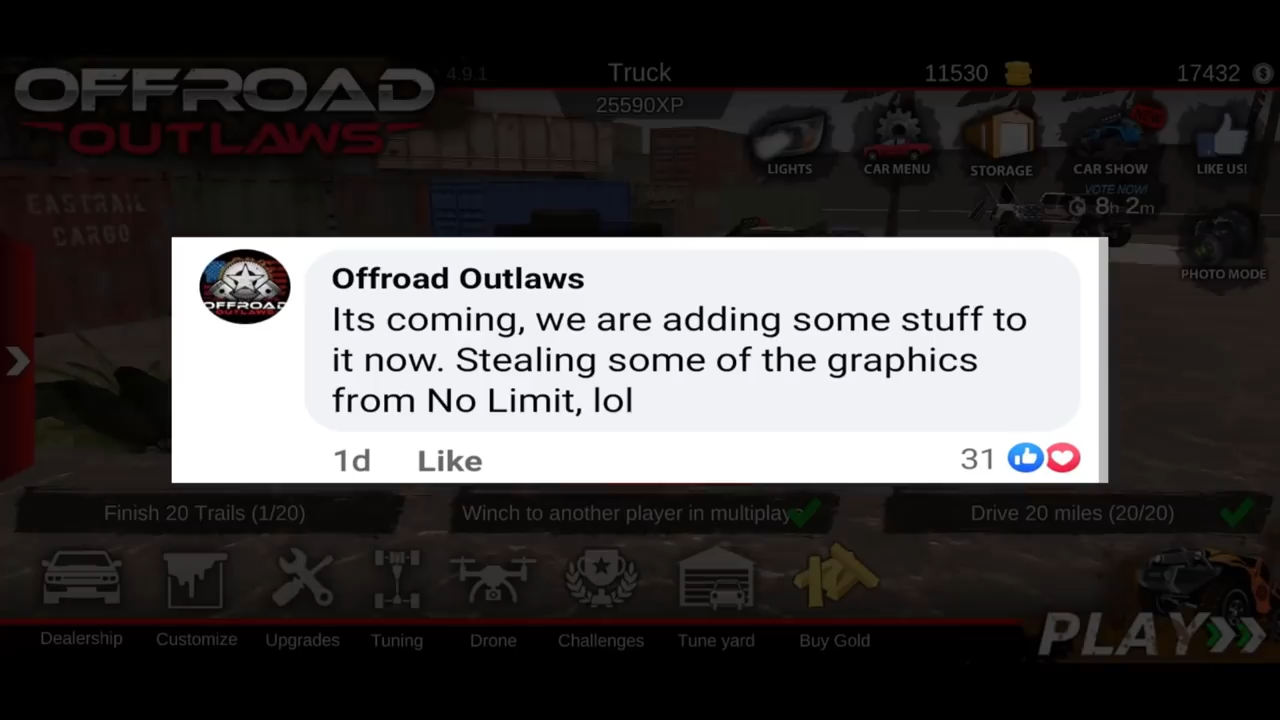 OFFROAD
OUTLAWS
4.9.1
Truck
25590XP
11530
17432
LIGHTS
CAR MENU
STORAGE
CAR SHOW
LIKE US!
VOTE NOW!
8h 2m
EASTRAIL
CARGO
PHOTO MODE
Offroad Outlaws
Its coming, we are adding some stuff to
it now. Stealing some of the graphics
from No Limit, lol
1d Like 31
OFFROAD
OUTLAWS
Finish 20 Trails (1/20)
Winch to another player in multiplay
Drive 20 miles (20/20)
Dealership
Customize
Upgrades
Tuning
Drone
Challenges
Tune yard
Buy Gold
PLAY